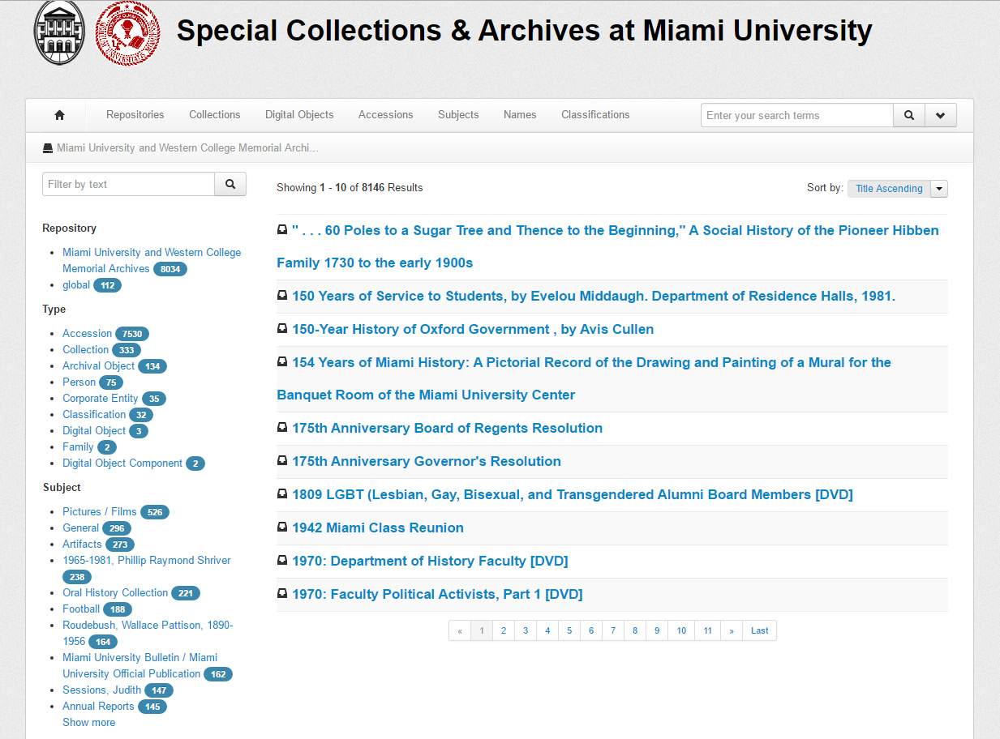 Special Collections & Archives at Miami University
Repositories Collections Digital Objects Accessions Subjects Names Classifications Enter your search terms
Miami University and Western College Memorial Archi...
Filter by text
Showing 1 - 10 of 8146 Results
Sort by: Title Ascending
Repository
Miami University and Western College
Memorial Archives 8034
global 112
Type
Accession 7530
Collection 333
Archival Object 134
Person 75
Corporate Entity 35
Classification 32
Digital Object 3
Family 2
Digital Object Component 2
Subject
Pictures / Films 526
General 296
Artifacts 273
1965-1981, Phillip Raymond Shriver
238
Oral History Collection 221
Football 188
Roudebush, Wallace Pattison, 1890-
1956 164
Miami University Bulletin / Miami
University Official Publication 162
Sessions, Judith 147
Annual Reports 145
Show more
" . . . 60 Poles to a Sugar Tree and Thence to the Beginning," A Social History of the Pioneer Hibben
Family 1730 to the early 1900s
150 Years of Service to Students, by Evelou Middaugh. Department of Residence Halls, 1981.
150-Year History of Oxford Government , by Avis Cullen
154 Years of Miami History: A Pictorial Record of the Drawing and Painting of a Mural for the
Banquet Room of the Miami University Center
175th Anniversary Board of Regents Resolution
175th Anniversary Governor's Resolution
1809 LGBT (Lesbian, Gay, Bisexual, and Transgendered Alumni Board Members [DVD]
1942 Miami Class Reunion
1970: Department of History Faculty [DVD]
1970: Faculty Political Activists, Part 1 [DVD]
« 1 2 3 4 5 6 7 8 9 10 11 » Last